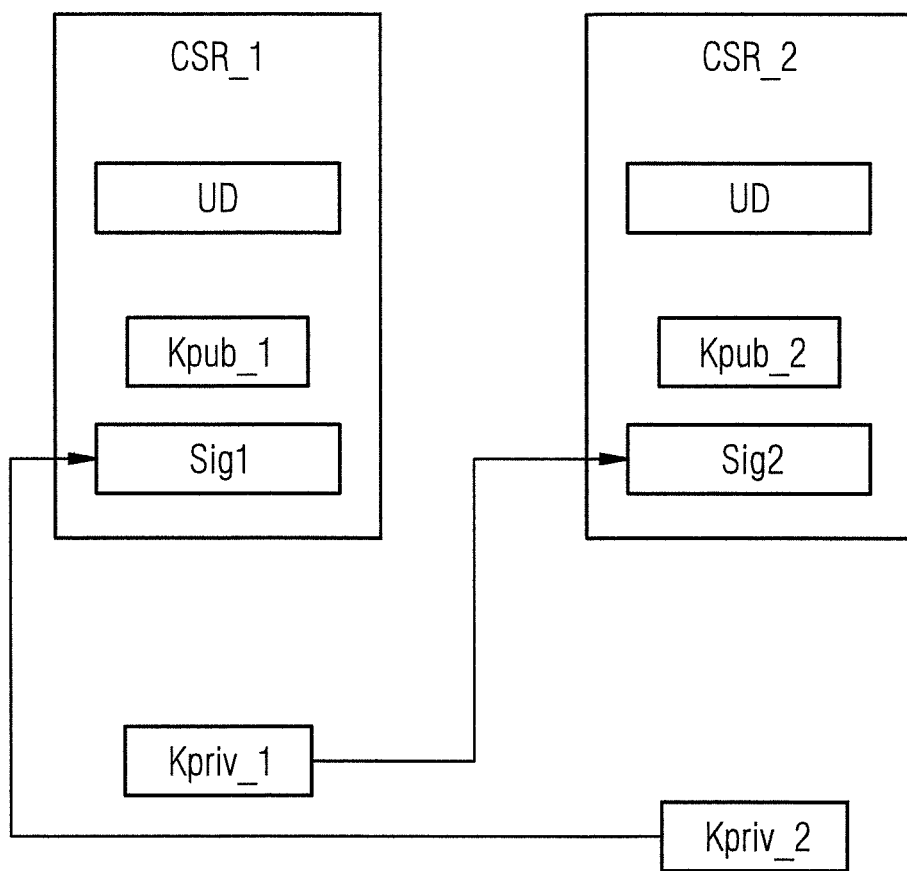 CSR_1
UD
Kpub_1
Sig1
CSR_2
UD
Kpub_2
Sig2
Kpriv_1
Kpriv_2